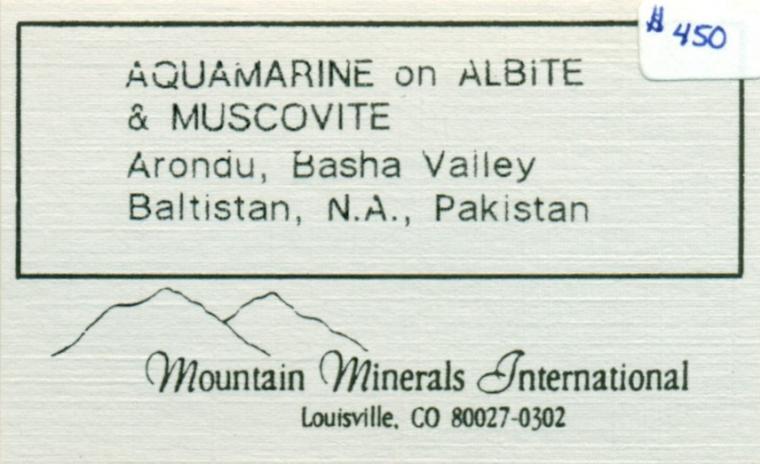 $ 450
AQUAMARINE on ALBITE
& MUSCOVITE
Arondu, Basha Valley
Baltistan, N.A., Pakistan
Mountain Minerals International
Louisville, CO 80027-0302